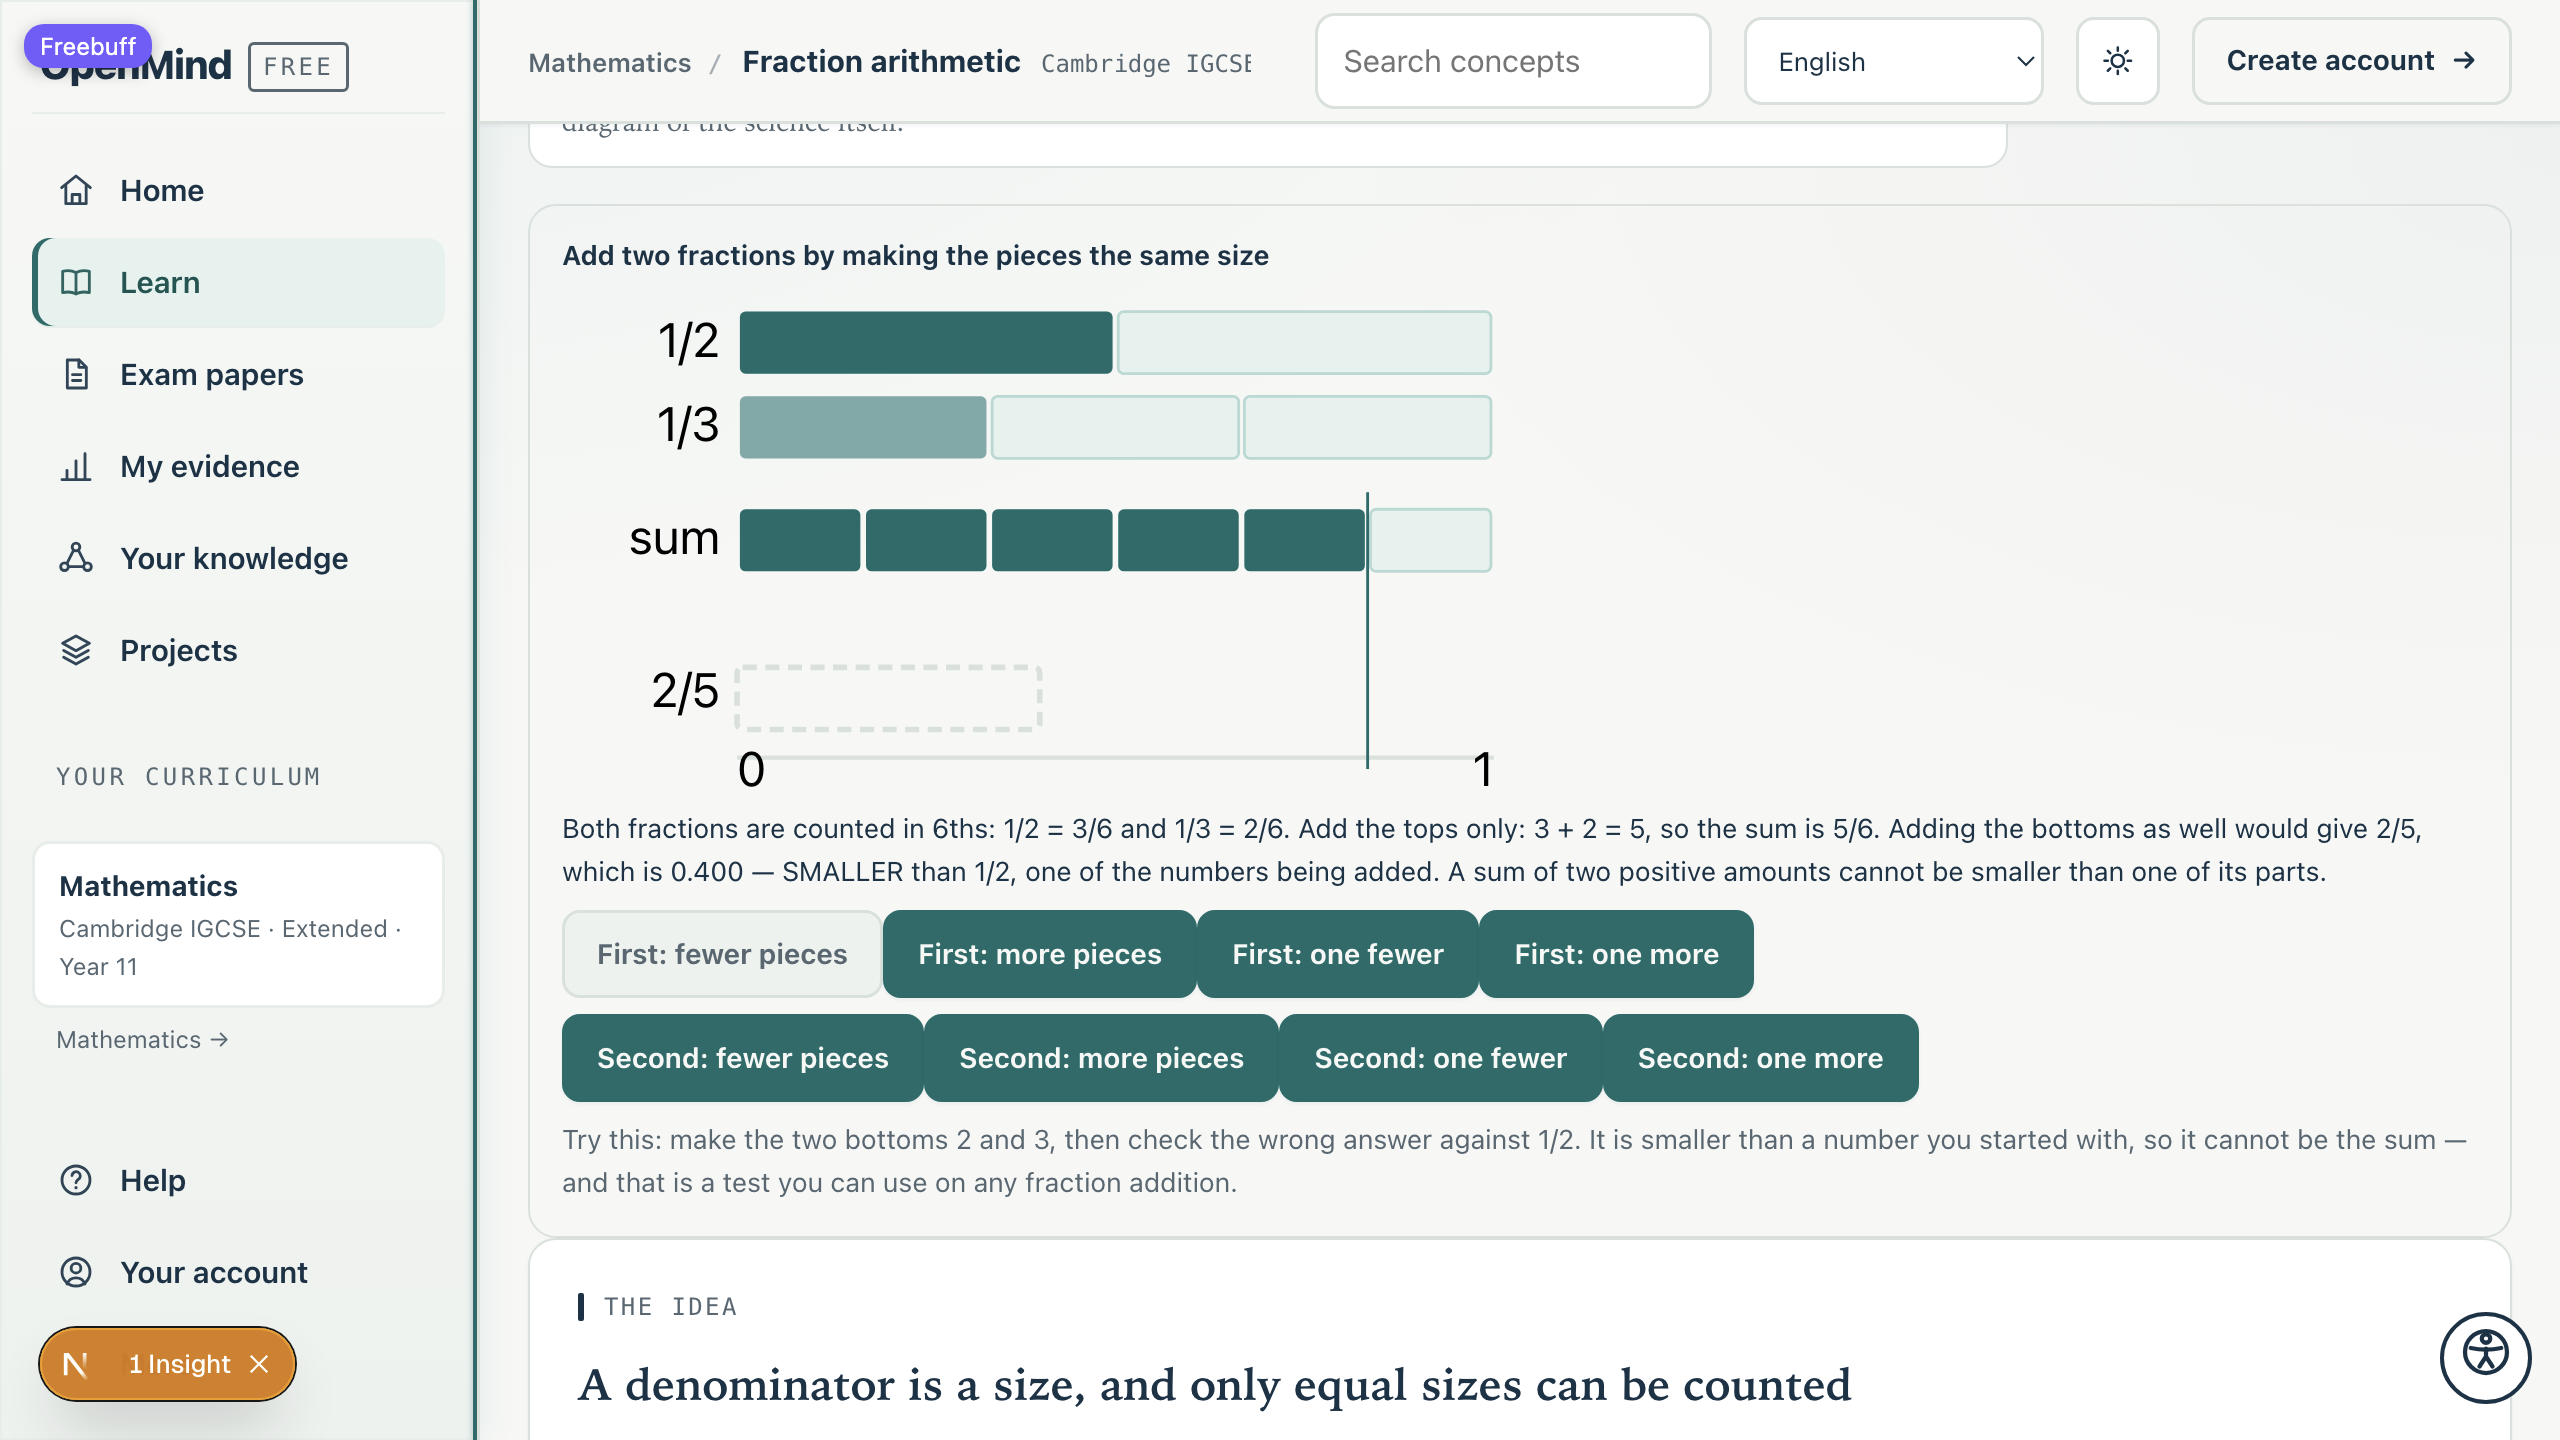 Freebuff
OpenMind FREE
Home
Learn
Exam papers
My evidence
Your knowledge
Projects
YOUR CURRICULUM
Mathematics
Cambridge IGCSE · Extended ·
Year 11
Mathematics →
Help
Your account
1 Insight
Mathematics / Fraction arithmetic Cambridge IGCSE
Search concepts
English
Create account →
diagram of the science itself.
Add two fractions by making the pieces the same size
1/2
1/3
sum
2/5
0 1
Both fractions are counted in 6ths: 1/2 = 3/6 and 1/3 = 2/6. Add the tops only: 3 + 2 = 5, so the sum is 5/6. Adding the bottoms as well would give 2/5,
which is 0.400 — SMALLER than 1/2, one of the numbers being added. A sum of two positive amounts cannot be smaller than one of its parts.
First: fewer pieces First: more pieces First: one fewer First: one more
Second: fewer pieces Second: more pieces Second: one fewer Second: one more
Try this: make the two bottoms 2 and 3, then check the wrong answer against 1/2. It is smaller than a number you started with, so it cannot be the sum —
and that is a test you can use on any fraction addition.
THE IDEA
A denominator is a size, and only equal sizes can be counted